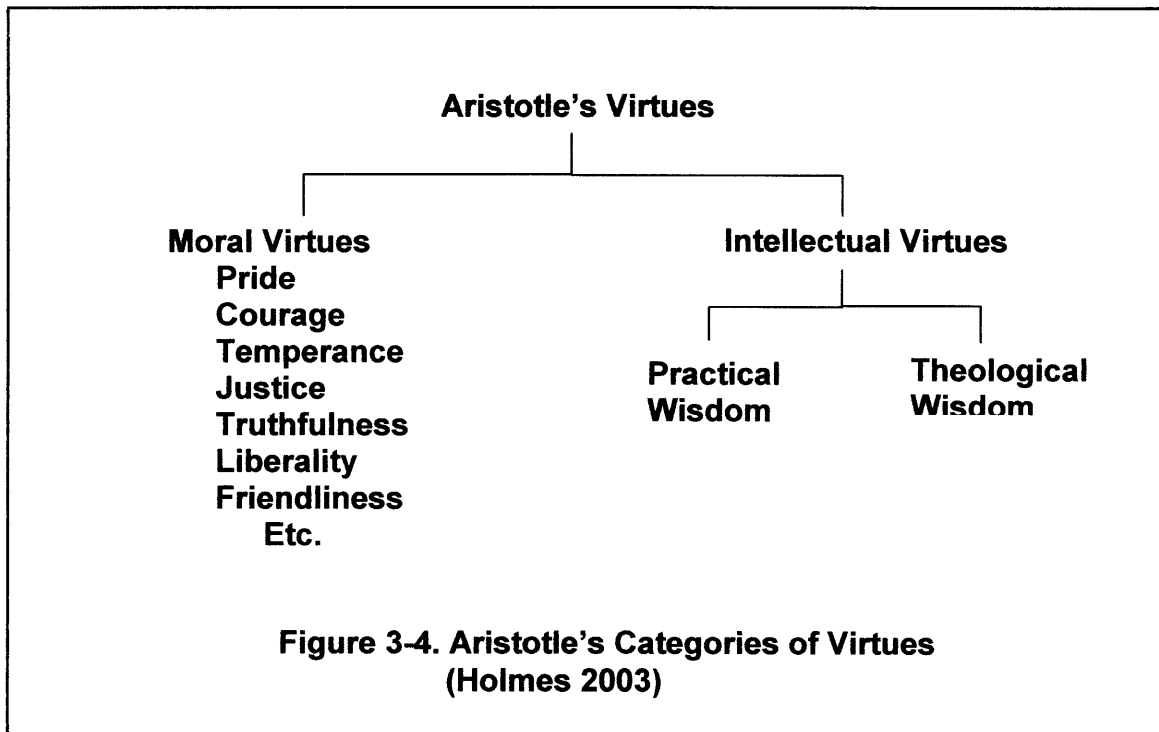 Aristotle's Virtues
Moral Virtues
Pride
Courage
Temperance
Justice
Truthfulness
Liberality
Friendliness
Etc.
Intellectual Virtues
Practical
Wisdom
Theological
Wisdom
Figure 3-4. Aristotle's Categories of Virtues
(Holmes 2003)